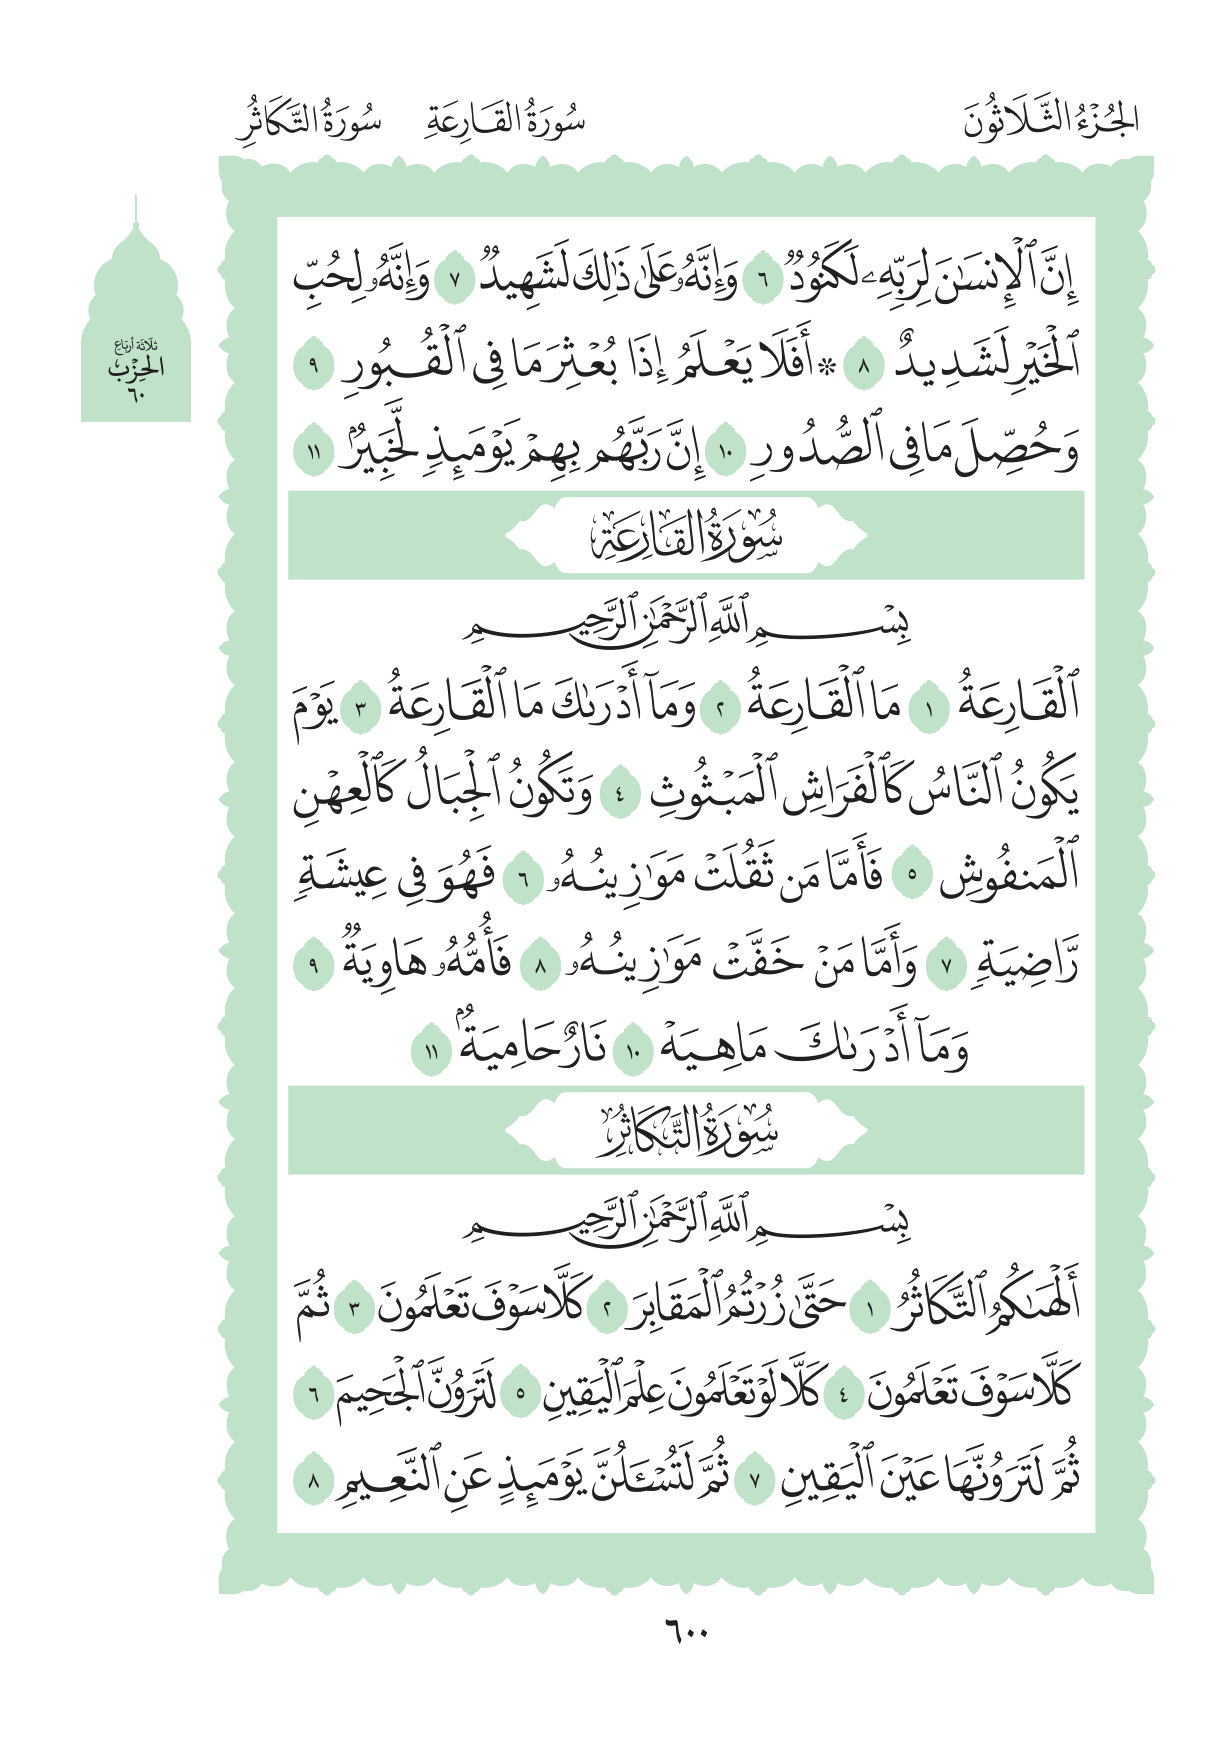 الجُزْءُ الثَّلَاثُونَ سُورَةُ القَارِعَةِ سُورَةُ التَّكَاثُرِ
إِنَّ ٱلْإِنسَٰنَ لِرَبِّهِۦ لَكَنُودٌ ٦ وَإِنَّهُۥ عَلَىٰ ذَٰلِكَ لَشَهِيدٌ ٧ وَإِنَّهُۥ لِحُبِّ
ٱلْخَيْرِ لَشَدِيدٌ ٨ ۞ أَفَلَا يَعْلَمُ إِذَا بُعْثِرَ مَا فِي ٱلْقُبُورِ ٩
وَحُصِّلَ مَا فِي ٱلصُّدُورِ ١٠ إِنَّ رَبَّهُم بِهِمْ يَوْمَئِذٖ لَّخَبِيرُۢ ١١
سُورَةُ القَارِعَةِ
بِسْمِ ٱللَّهِ ٱلرَّحْمَٰنِ ٱلرَّحِيمِ
ٱلْقَارِعَةُ ١ مَا ٱلْقَارِعَةُ ٢ وَمَآ أَدْرَىٰكَ مَا ٱلْقَارِعَةُ ٣ يَوْمَ
يَكُونُ ٱلنَّاسُ كَٱلْفَرَاشِ ٱلْمَبْثُوثِ ٤ وَتَكُونُ ٱلْجِبَالُ كَٱلْعِهْنِ
ٱلْمَنفُوشِ ٥ فَأَمَّا مَن ثَقُلَتْ مَوَٰزِينُهُۥ ٦ فَهُوَ فِي عِيشَةٖ
رَّاضِيَةٖ ٧ وَأَمَّا مَنْ خَفَّتْ مَوَٰزِينُهُۥ ٨ فَأُمُّهُۥ هَاوِيَةٞ ٩
وَمَآ أَدْرَىٰكَ مَا هِيَهْ ١٠ نَارٌ حَامِيَةُۢ ١١
سُورَةُ التَّكَاثُرِ
بِسْمِ ٱللَّهِ ٱلرَّحْمَٰنِ ٱلرَّحِيمِ
أَلْهَىٰكُمُ ٱلتَّكَاثُرُ ١ حَتَّىٰ زُرْتُمُ ٱلْمَقَابِرَ ٢ كَلَّا سَوْفَ تَعْلَمُونَ ٣ ثُمَّ
كَلَّا سَوْفَ تَعْلَمُونَ ٤ كَلَّا لَوْ تَعْلَمُونَ عِلْمَ ٱلْيَقِينِ ٥ لَتَرَوُنَّ ٱلْجَحِيمَ ٦
ثُمَّ لَتَرَوُنَّهَا عَيْنَ ٱلْيَقِينِ ٧ ثُمَّ لَتُسْـَٔلُنَّ يَوْمَئِذٍ عَنِ ٱلنَّعِيمِ ٨
ثلَاثَة أَربَاع
الحِزْب
٦٠
٦٠٠